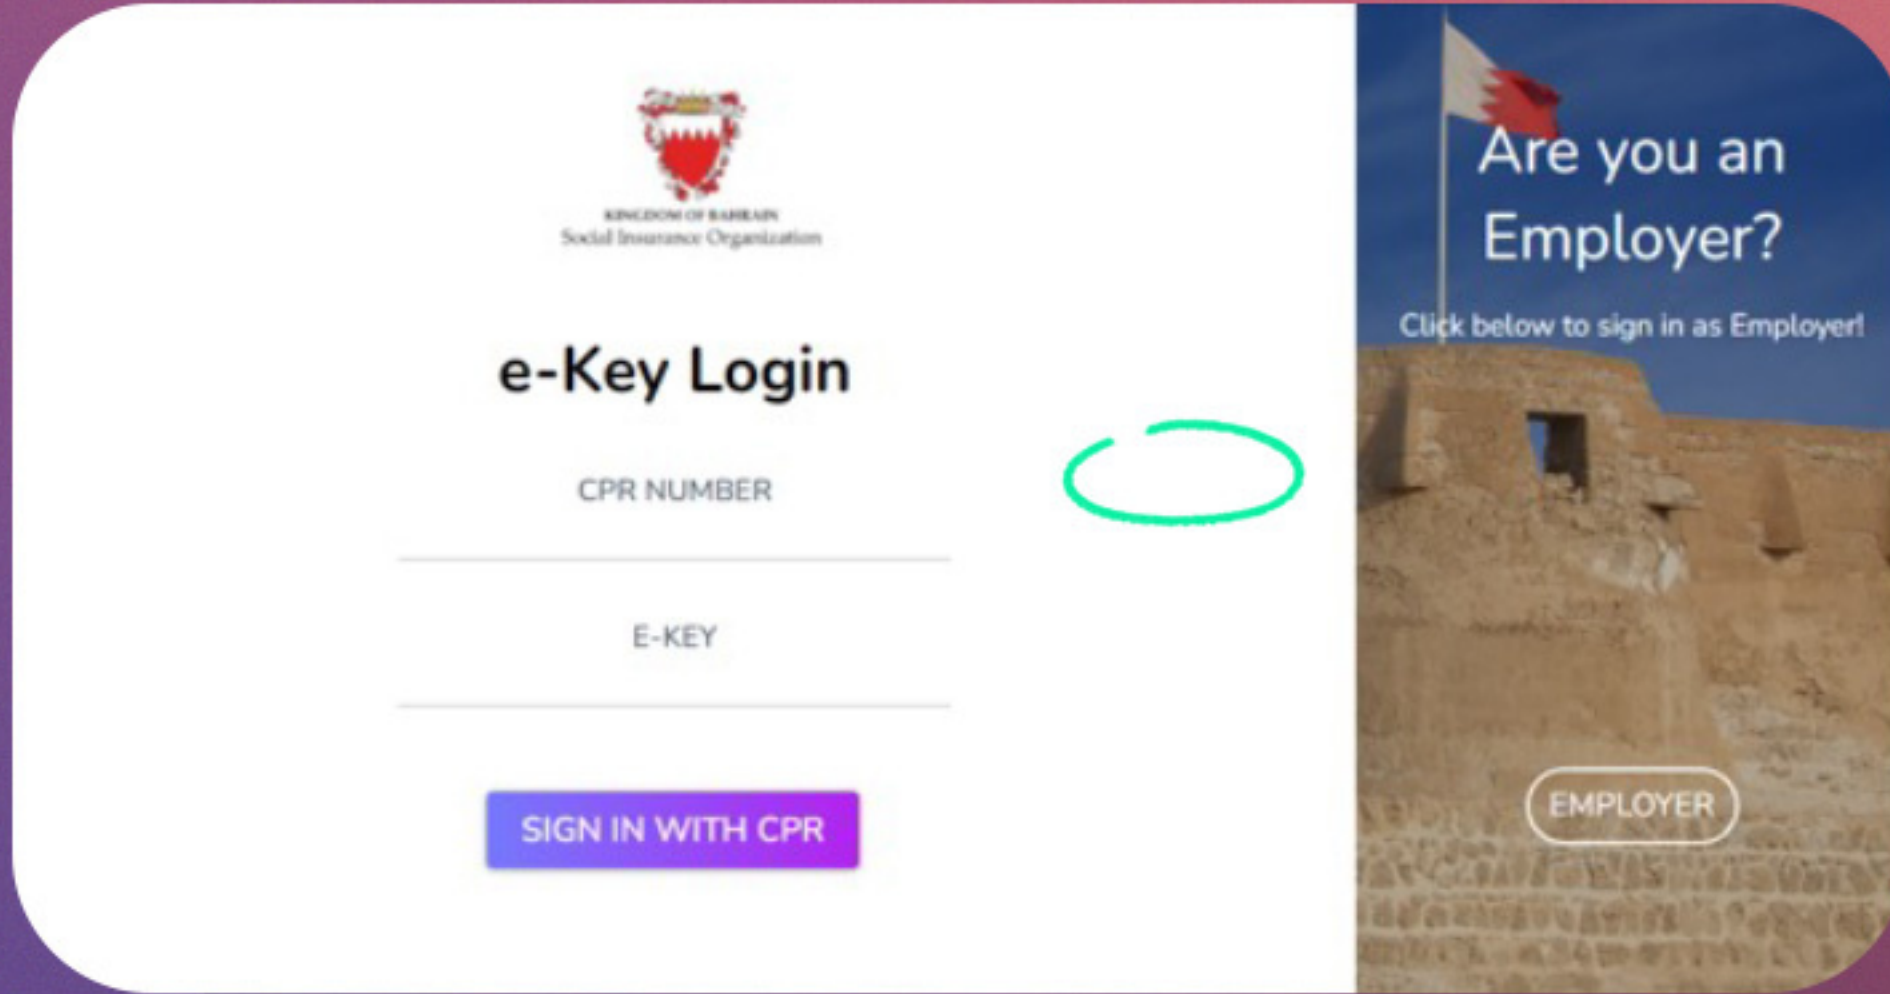 KINGDOM OF BAHRAIN
Social Insurance Organization
e-Key Login
CPR NUMBER
E-KEY
SIGN IN WITH CPR
Are you an
Employer?
Click below to sign in as Employer!
EMPLOYER